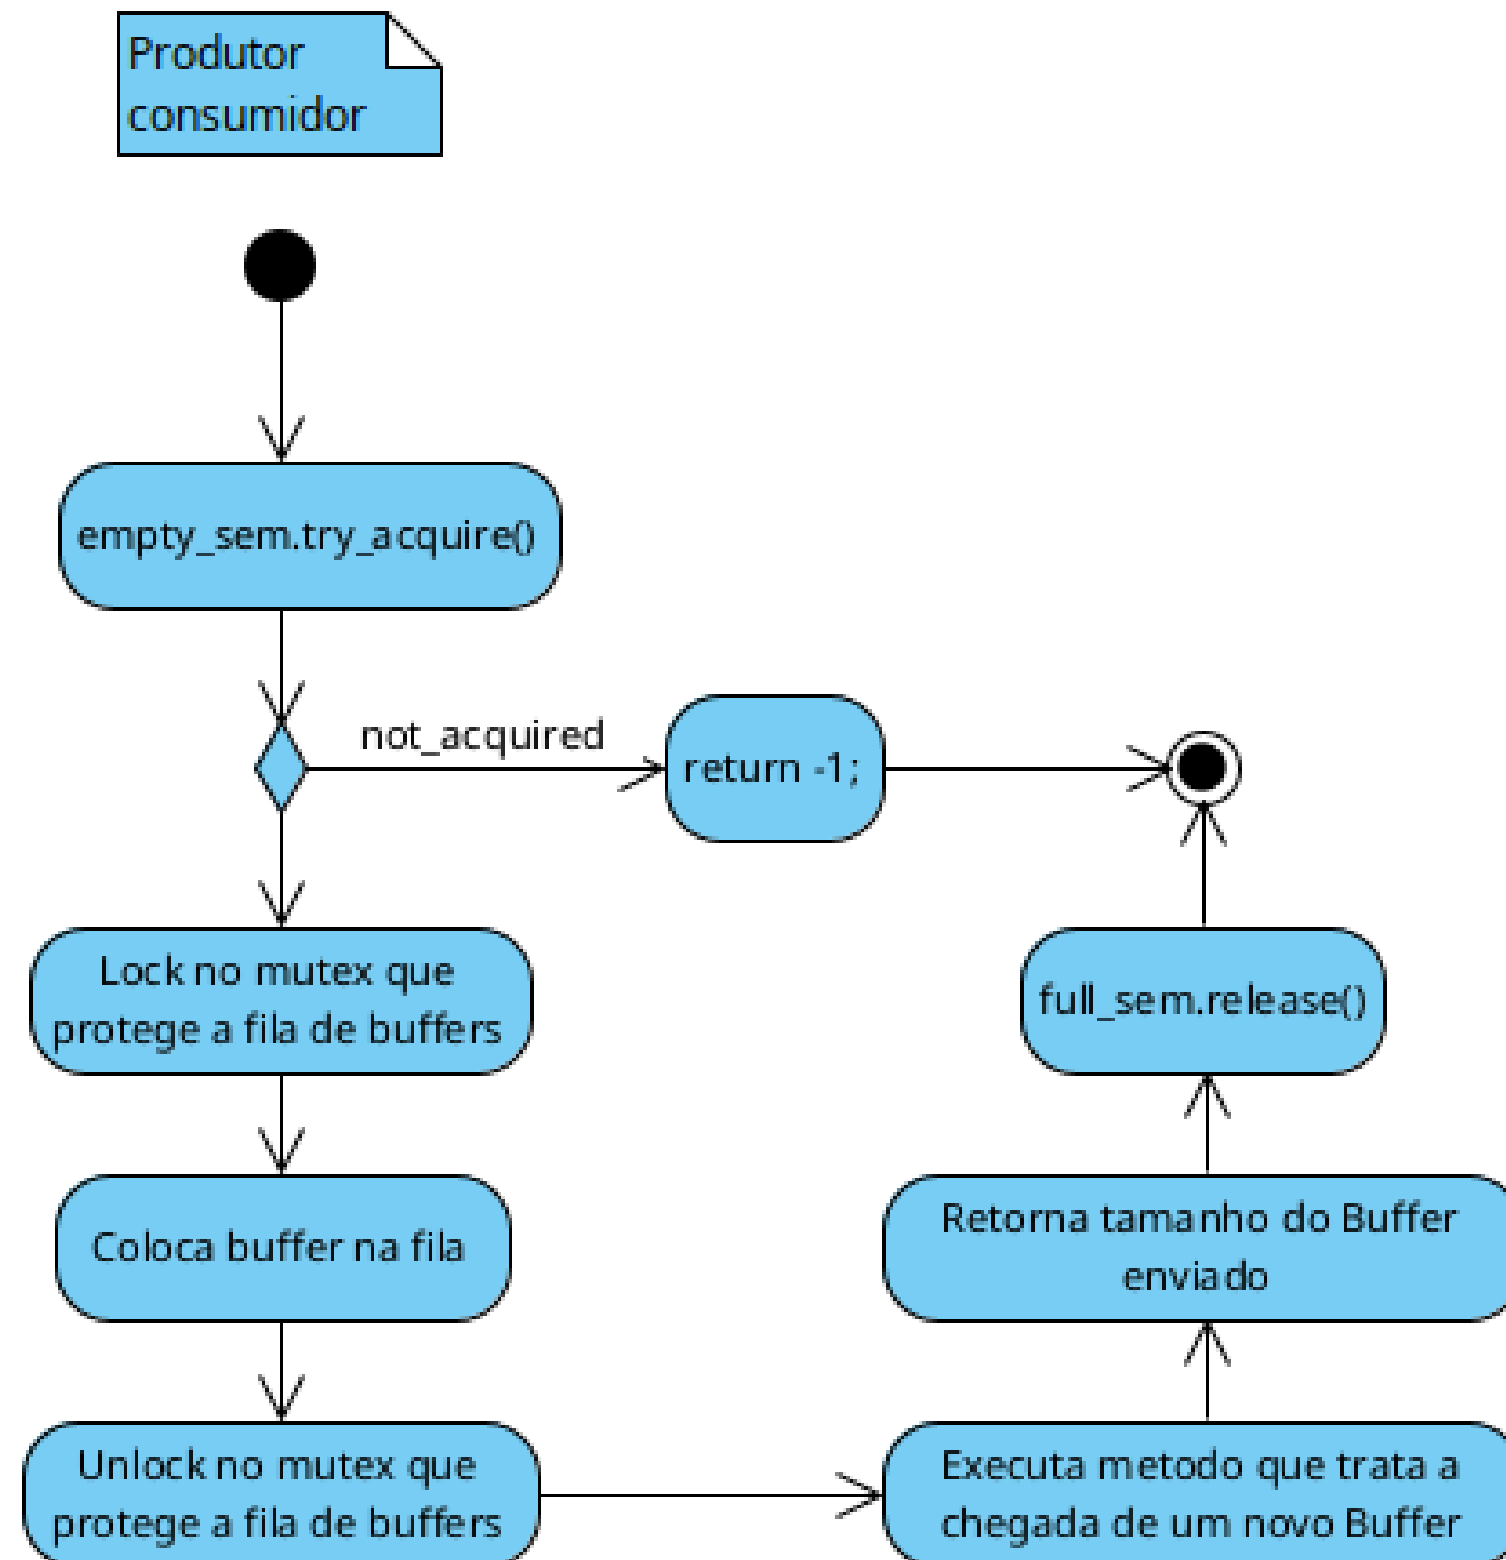 Produtor
consumidor
empty_sem.try_acquire()
not_acquired
return -1;
Lock no mutex que
protege a fila de buffers
Coloca buffer na fila
Unlock no mutex que
protege a fila de buffers
Executa metodo que trata a
chegada de um novo Buffer
Retorna tamanho do Buffer
enviado
full_sem.release()